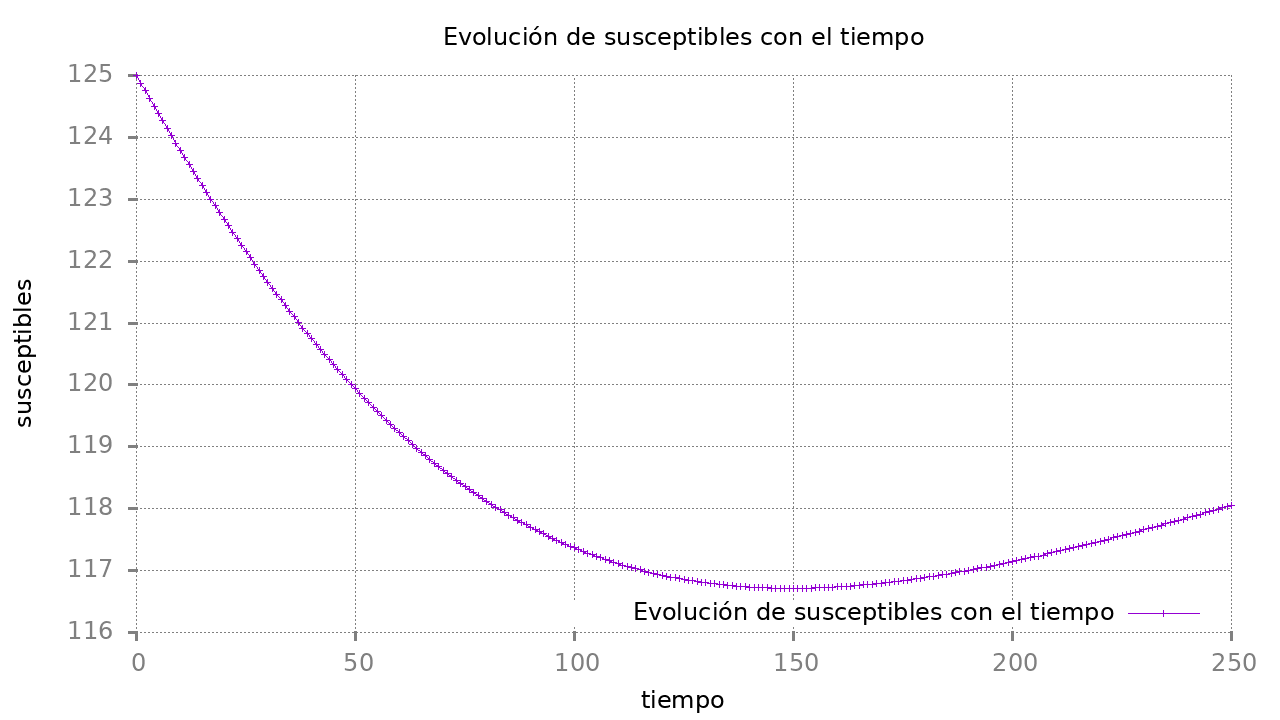 Evolución de susceptibles con el tiempo
125
124
123
122
121
120
119
118
117
116
susceptibles
Evolución de susceptibles con el tiempo
0 50 100 150 200 250
tiempo